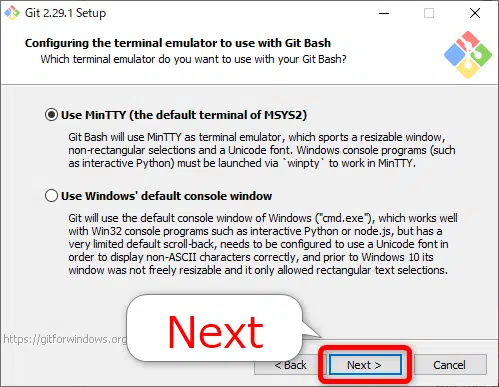 Git 2.29.1 Setup
Configuring the terminal emulator to use with Git Bash
Which terminal emulator do you want to use with your Git Bash?
Use MinTTY (the default terminal of MSYS2)
Git Bash will use MinTTY as terminal emulator, which sports a resizable window,
non-rectangular selections and a Unicode font. Windows console programs (such
as interactive Python) must be launched via `winpty` to work in MinTTY.
Use Windows' default console window
Git will use the default console window of Windows ("cmd.exe"), which works well
with Win32 console programs such as interactive Python or node.js, but has a
very limited default scroll-back, needs to be configured to use a Unicode font in
order to display non-ASCII characters correctly, and prior to Windows 10 its
window was not freely resizable and it only allowed rectangular text selections.
Next
https://gitforwindows.org
< Back
Next >
Cancel